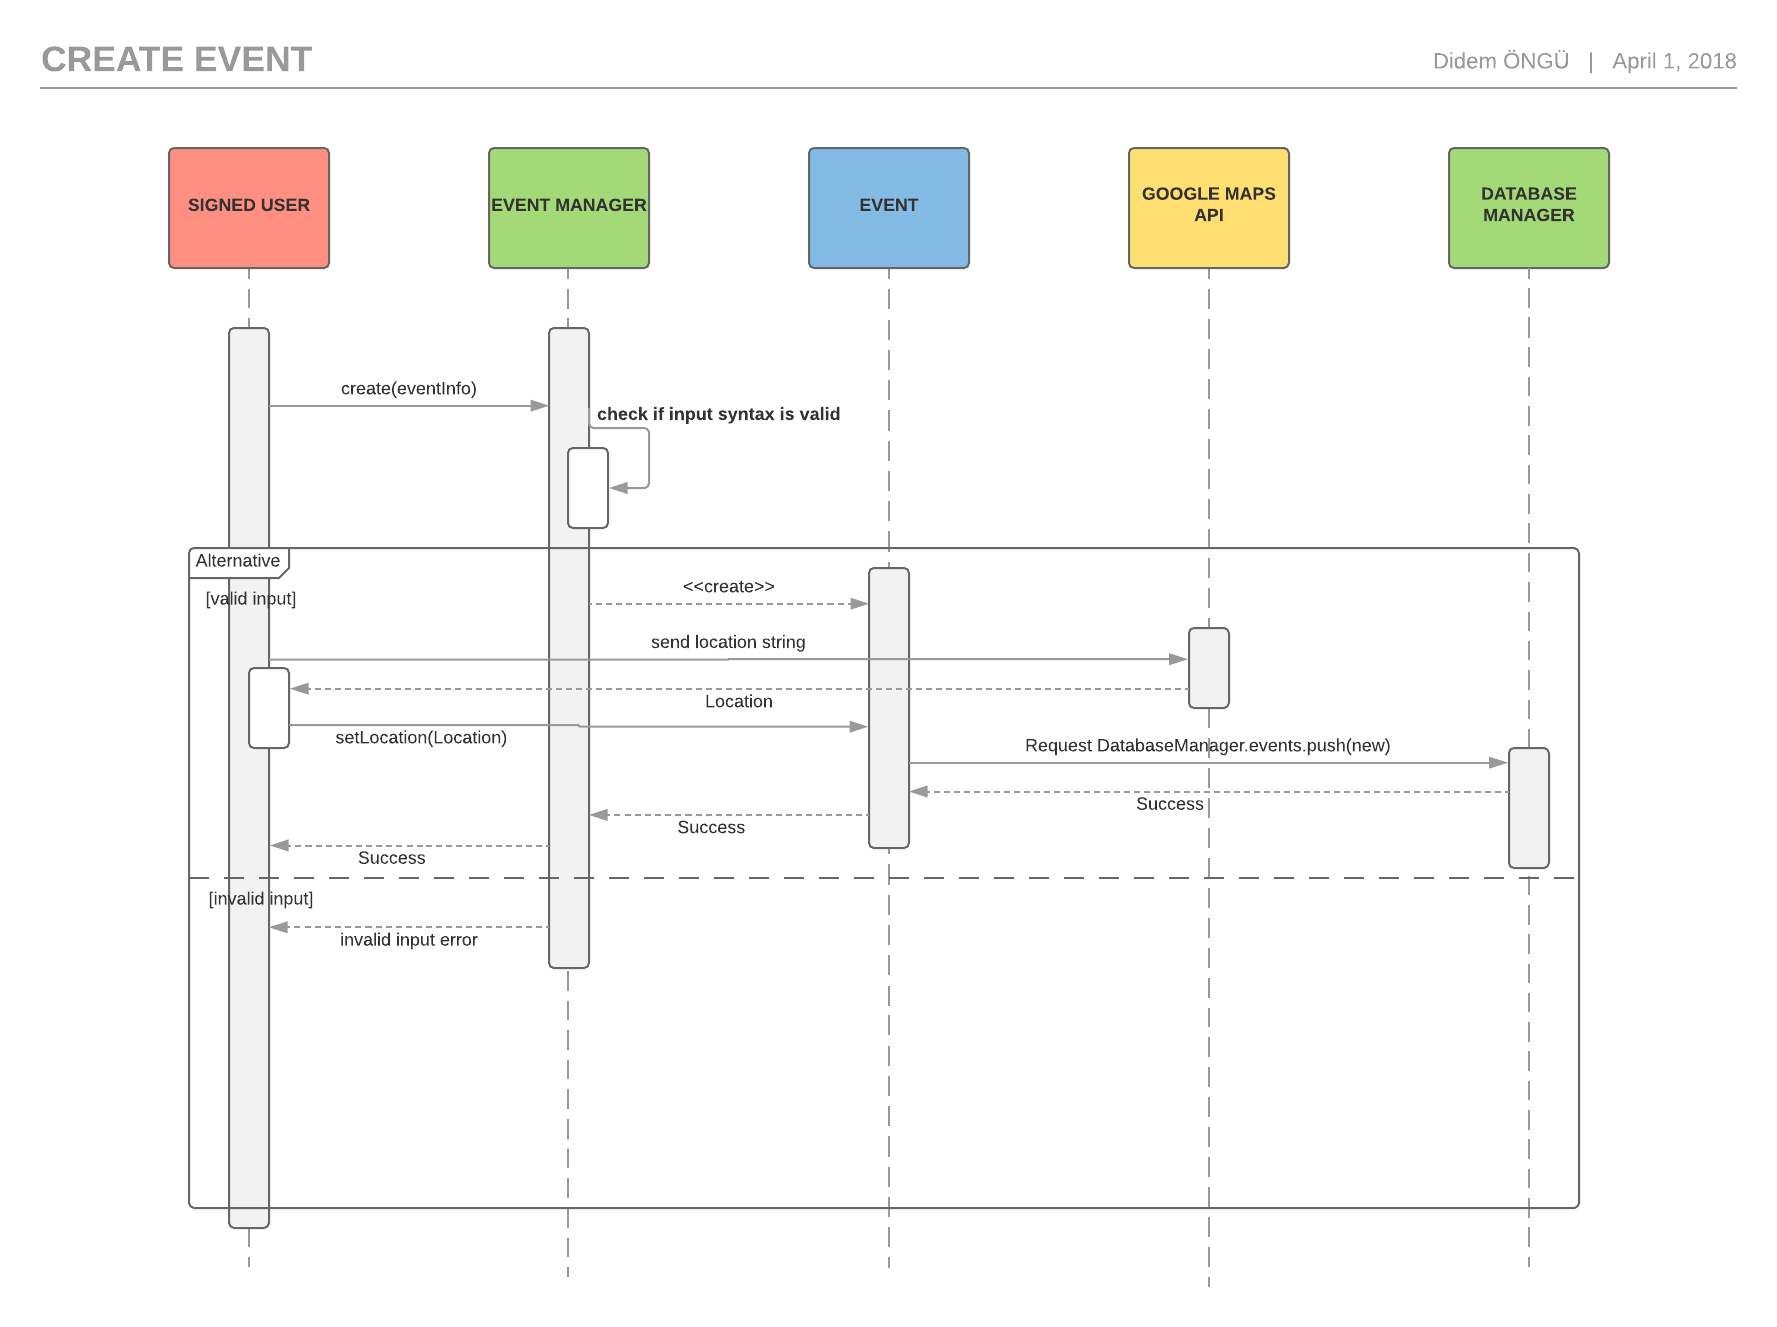 CREATE EVENT
Didem ÖNGÜ | April 1, 2018
SIGNED USER
EVENT MANAGER
EVENT
GOOGLE MAPS
API
DATABASE
MANAGER
create(eventInfo)
check if input syntax is valid
Alternative
<<create>>
[valid input]
send location string
Location
setLocation(Location)
Request DatabaseManager.events.push(new)
Success
Success
Success
[invalid input]
invalid input error